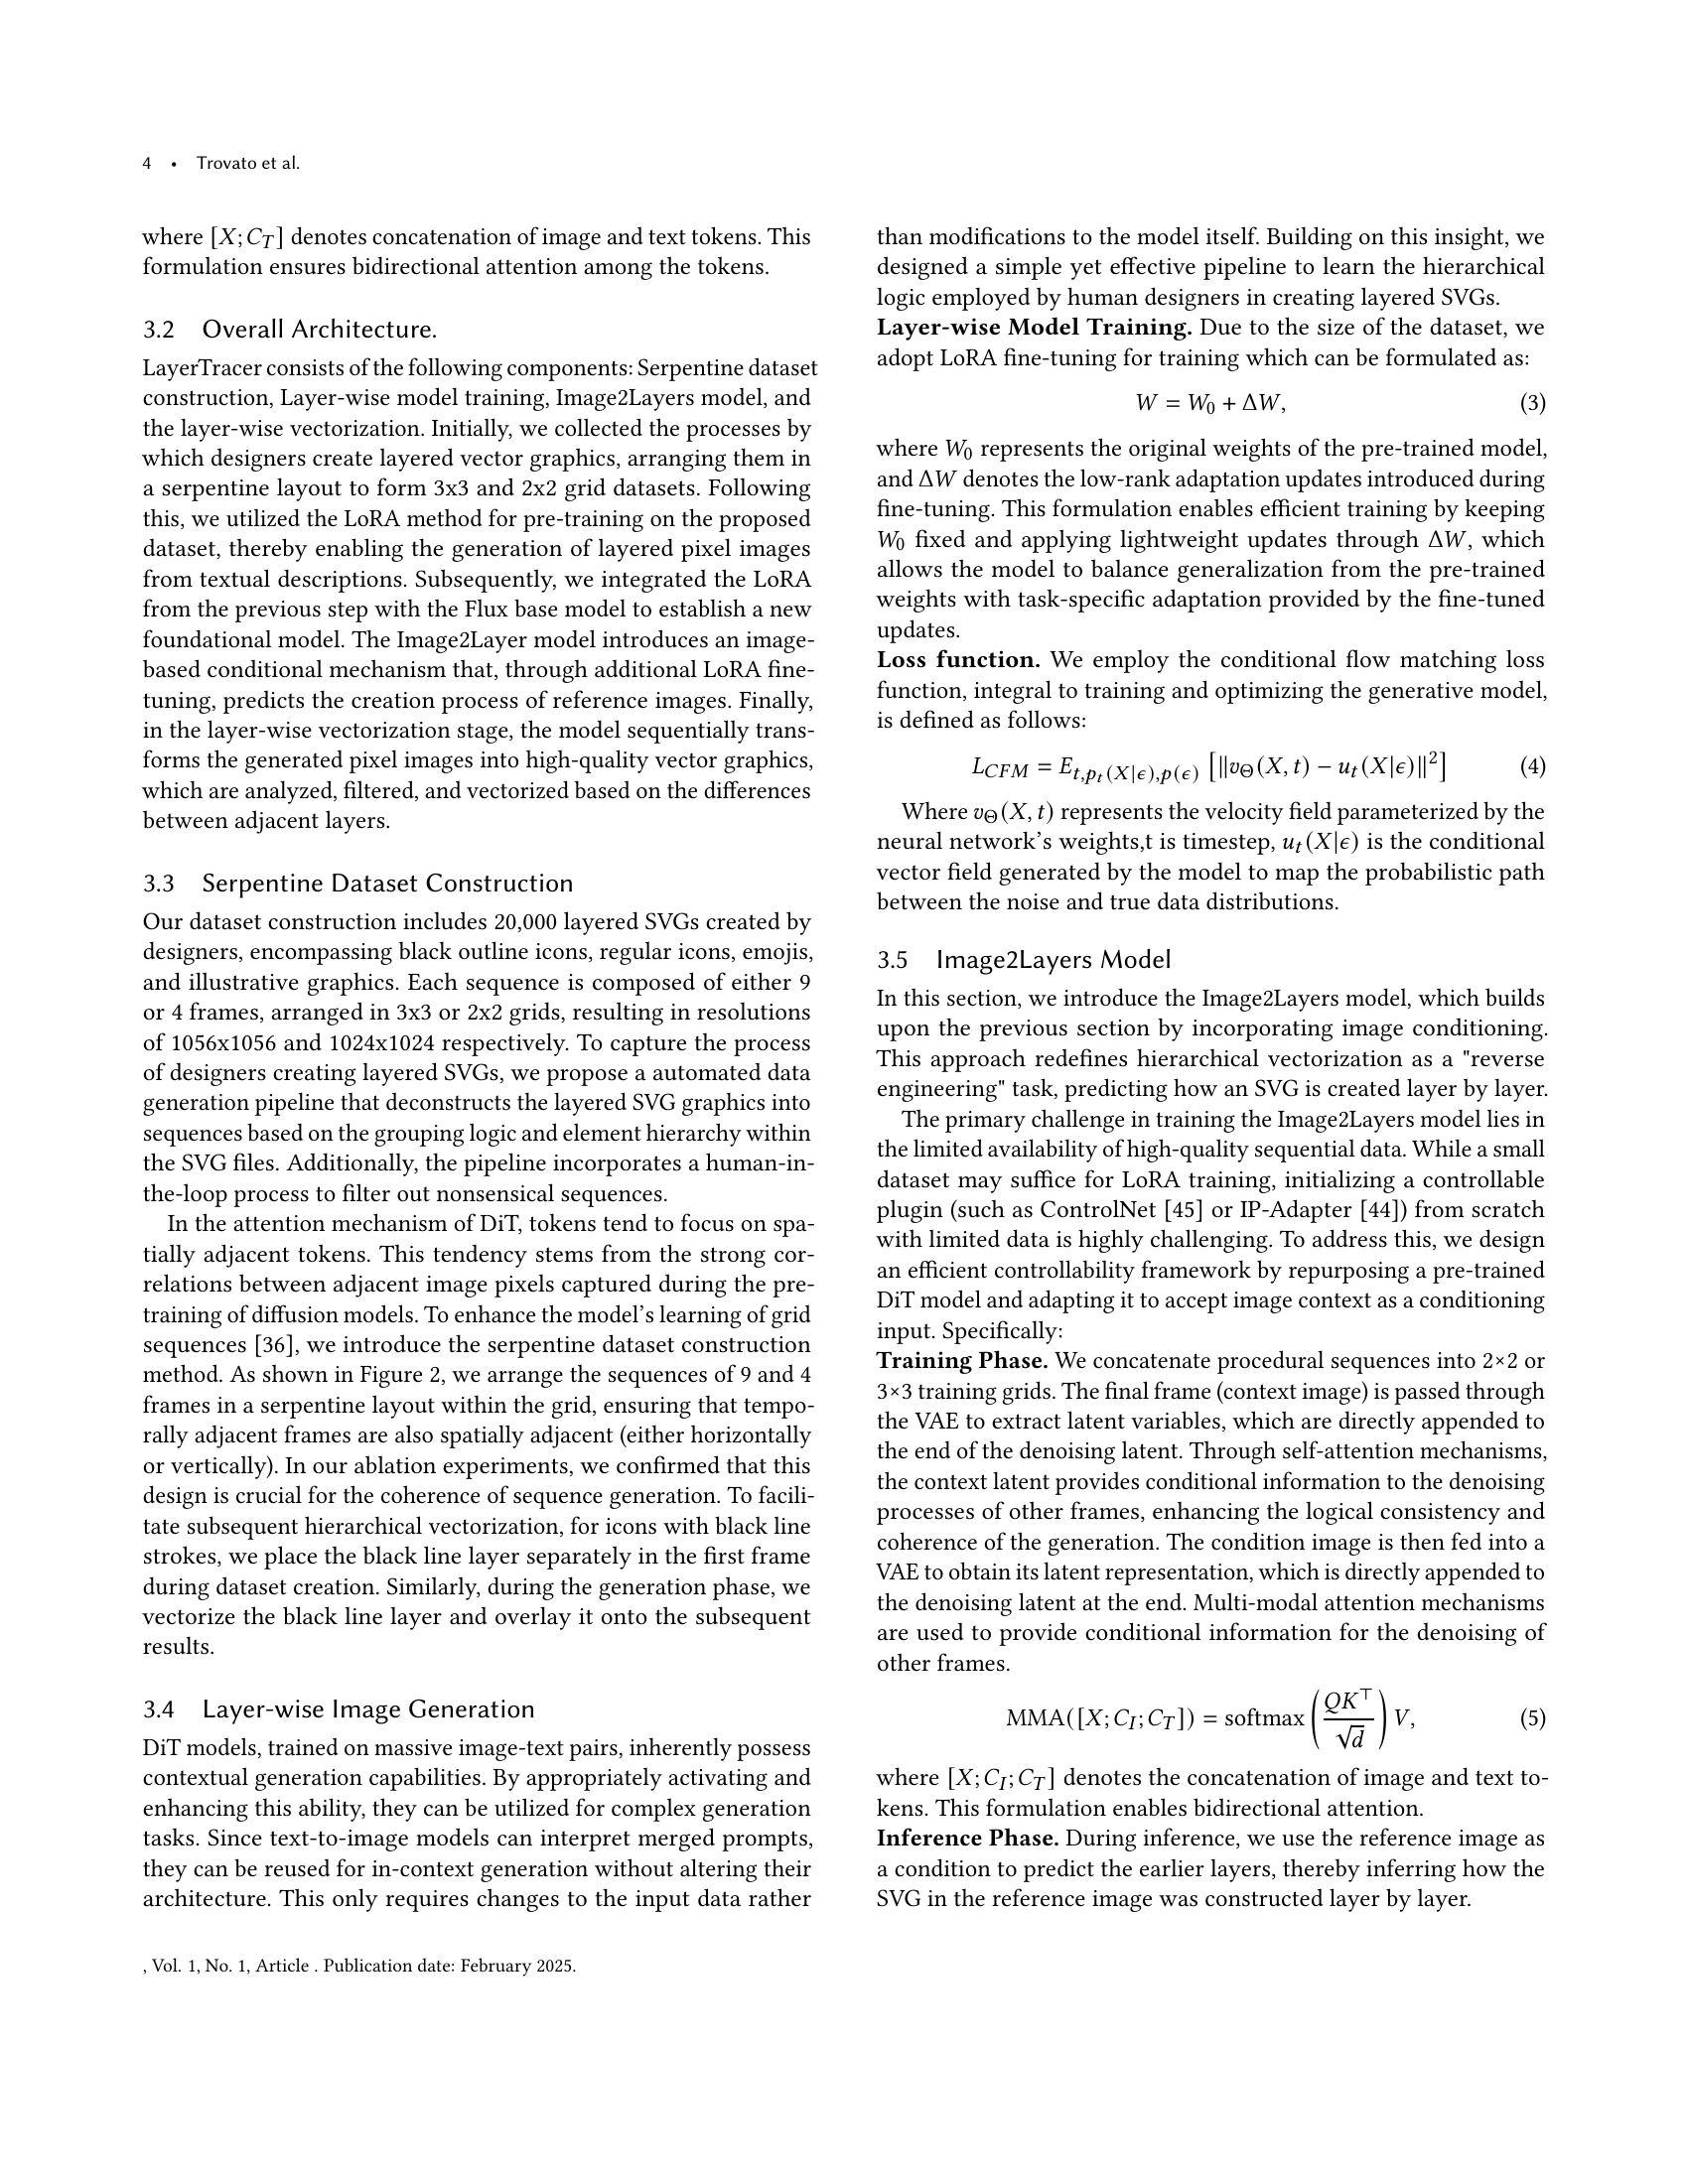 4 • Trovato et al.
where [X; C_T] denotes concatenation of image and text tokens. This
formulation ensures bidirectional attention among the tokens.
3.2 Overall Architecture.
LayerTracer consists of the following components: Serpentine dataset
construction, Layer-wise model training, Image2Layers model, and
the layer-wise vectorization. Initially, we collected the processes by
which designers create layered vector graphics, arranging them in
a serpentine layout to form 3x3 and 2x2 grid datasets. Following
this, we utilized the LoRA method for pre-training on the proposed
dataset, thereby enabling the generation of layered pixel images
from textual descriptions. Subsequently, we integrated the LoRA
from the previous step with the Flux base model to establish a new
foundational model. The Image2Layer model introduces an image-
based conditional mechanism that, through additional LoRA fine-
tuning, predicts the creation process of reference images. Finally,
in the layer-wise vectorization stage, the model sequentially trans-
forms the generated pixel images into high-quality vector graphics,
which are analyzed, filtered, and vectorized based on the differences
between adjacent layers.
3.3 Serpentine Dataset Construction
Our dataset construction includes 20,000 layered SVGs created by
designers, encompassing black outline icons, regular icons, emojis,
and illustrative graphics. Each sequence is composed of either 9
or 4 frames, arranged in 3x3 or 2x2 grids, resulting in resolutions
of 1056x1056 and 1024x1024 respectively. To capture the process
of designers creating layered SVGs, we propose a automated data
generation pipeline that deconstructs the layered SVG graphics into
sequences based on the grouping logic and element hierarchy within
the SVG files. Additionally, the pipeline incorporates a human-in-
the-loop process to filter out nonsensical sequences.
In the attention mechanism of DiT, tokens tend to focus on spa-
tially adjacent tokens. This tendency stems from the strong cor-
relations between adjacent image pixels captured during the pre-
training of diffusion models. To enhance the model's learning of grid
sequences [36], we introduce the serpentine dataset construction
method. As shown in Figure 2, we arrange the sequences of 9 and 4
frames in a serpentine layout within the grid, ensuring that tempo-
rally adjacent frames are also spatially adjacent (either horizontally
or vertically). In our ablation experiments, we confirmed that this
design is crucial for the coherence of sequence generation. To facili-
tate subsequent hierarchical vectorization, for icons with black line
strokes, we place the black line layer separately in the first frame
during dataset creation. Similarly, during the generation phase, we
vectorize the black line layer and overlay it onto the subsequent
results.
3.4 Layer-wise Image Generation
DiT models, trained on massive image-text pairs, inherently possess
contextual generation capabilities. By appropriately activating and
enhancing this ability, they can be utilized for complex generation
tasks. Since text-to-image models can interpret merged prompts,
they can be reused for in-context generation without altering their
architecture. This only requires changes to the input data rather
than modifications to the model itself. Building on this insight, we
designed a simple yet effective pipeline to learn the hierarchical
logic employed by human designers in creating layered SVGs.
Layer-wise Model Training. Due to the size of the dataset, we
adopt LoRA fine-tuning for training which can be formulated as:
W = W_0 + ΔW, (3)
where W_0 represents the original weights of the pre-trained model,
and ΔW denotes the low-rank adaptation updates introduced during
fine-tuning. This formulation enables efficient training by keeping
W_0 fixed and applying lightweight updates through ΔW, which
allows the model to balance generalization from the pre-trained
weights with task-specific adaptation provided by the fine-tuned
updates.
Loss function. We employ the conditional flow matching loss
function, integral to training and optimizing the generative model,
is defined as follows:
L_{CFM} = E_{t,p_t(X|ϵ),p(ϵ)} [‖v_Θ(X, t) − u_t(X|ϵ)‖^2] (4)
Where v_Θ(X, t) represents the velocity field parameterized by the
neural network's weights,t is timestep, u_t(X|ϵ) is the conditional
vector field generated by the model to map the probabilistic path
between the noise and true data distributions.
3.5 Image2Layers Model
In this section, we introduce the Image2Layers model, which builds
upon the previous section by incorporating image conditioning.
This approach redefines hierarchical vectorization as a "reverse
engineering" task, predicting how an SVG is created layer by layer.
The primary challenge in training the Image2Layers model lies in
the limited availability of high-quality sequential data. While a small
dataset may suffice for LoRA training, initializing a controllable
plugin (such as ControlNet [45] or IP-Adapter [44]) from scratch
with limited data is highly challenging. To address this, we design
an efficient controllability framework by repurposing a pre-trained
DiT model and adapting it to accept image context as a conditioning
input. Specifically:
Training Phase. We concatenate procedural sequences into 2×2 or
3×3 training grids. The final frame (context image) is passed through
the VAE to extract latent variables, which are directly appended to
the end of the denoising latent. Through self-attention mechanisms,
the context latent provides conditional information to the denoising
processes of other frames, enhancing the logical consistency and
coherence of the generation. The condition image is then fed into a
VAE to obtain its latent representation, which is directly appended to
the denoising latent at the end. Multi-modal attention mechanisms
are used to provide conditional information for the denoising of
other frames.
MMA([X; C_I; C_T]) = softmax(QK^⊤/√d) V, (5)
where [X; C_I; C_T] denotes the concatenation of image and text to-
kens. This formulation enables bidirectional attention.
Inference Phase. During inference, we use the reference image as
a condition to predict the earlier layers, thereby inferring how the
SVG in the reference image was constructed layer by layer.
, Vol. 1, No. 1, Article . Publication date: February 2025.